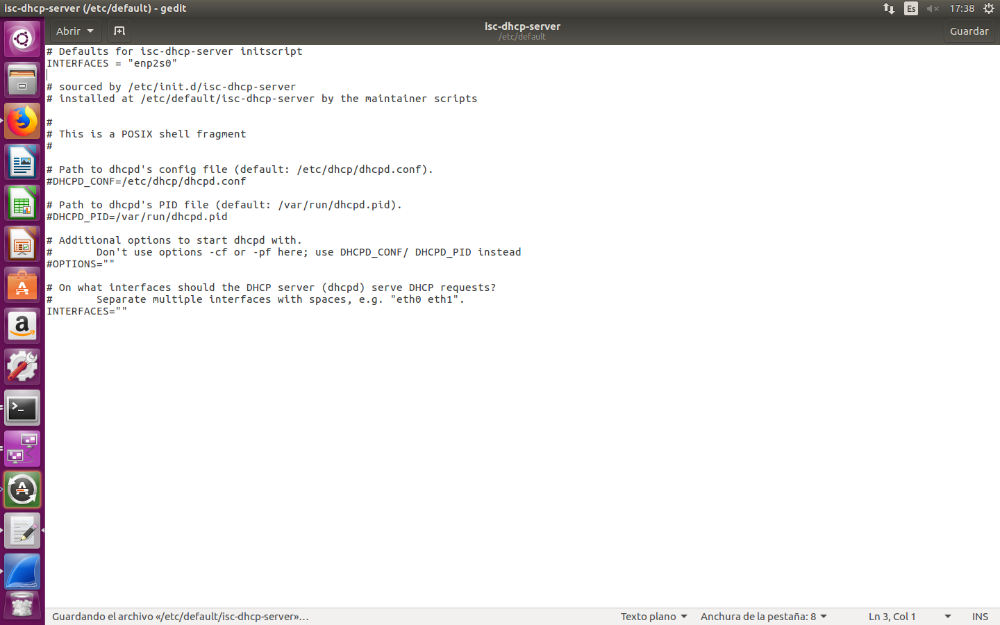 isc-dhcp-server (/etc/default) - gedit
Es
17:38
Abrir
isc-dhcp-server
/etc/default
Guardar
# Defaults for isc-dhcp-server initscript
INTERFACES = "enp2s0"
# sourced by /etc/init.d/isc-dhcp-server
# installed at /etc/default/isc-dhcp-server by the maintainer scripts
#
# This is a POSIX shell fragment
#
# Path to dhcpd's config file (default: /etc/dhcp/dhcpd.conf).
#DHCPD_CONF=/etc/dhcp/dhcpd.conf
# Path to dhcpd's PID file (default: /var/run/dhcpd.pid).
#DHCPD_PID=/var/run/dhcpd.pid
# Additional options to start dhcpd with.
#       Don't use options -cf or -pf here; use DHCPD_CONF/ DHCPD_PID instead
#OPTIONS=""
# On what interfaces should the DHCP server (dhcpd) serve DHCP requests?
#       Separate multiple interfaces with spaces, e.g. "eth0 eth1".
INTERFACES=""
Guardando el archivo «/etc/default/isc-dhcp-server»…
Texto plano
Anchura de la pestaña: 8
Ln 3, Col 1
INS